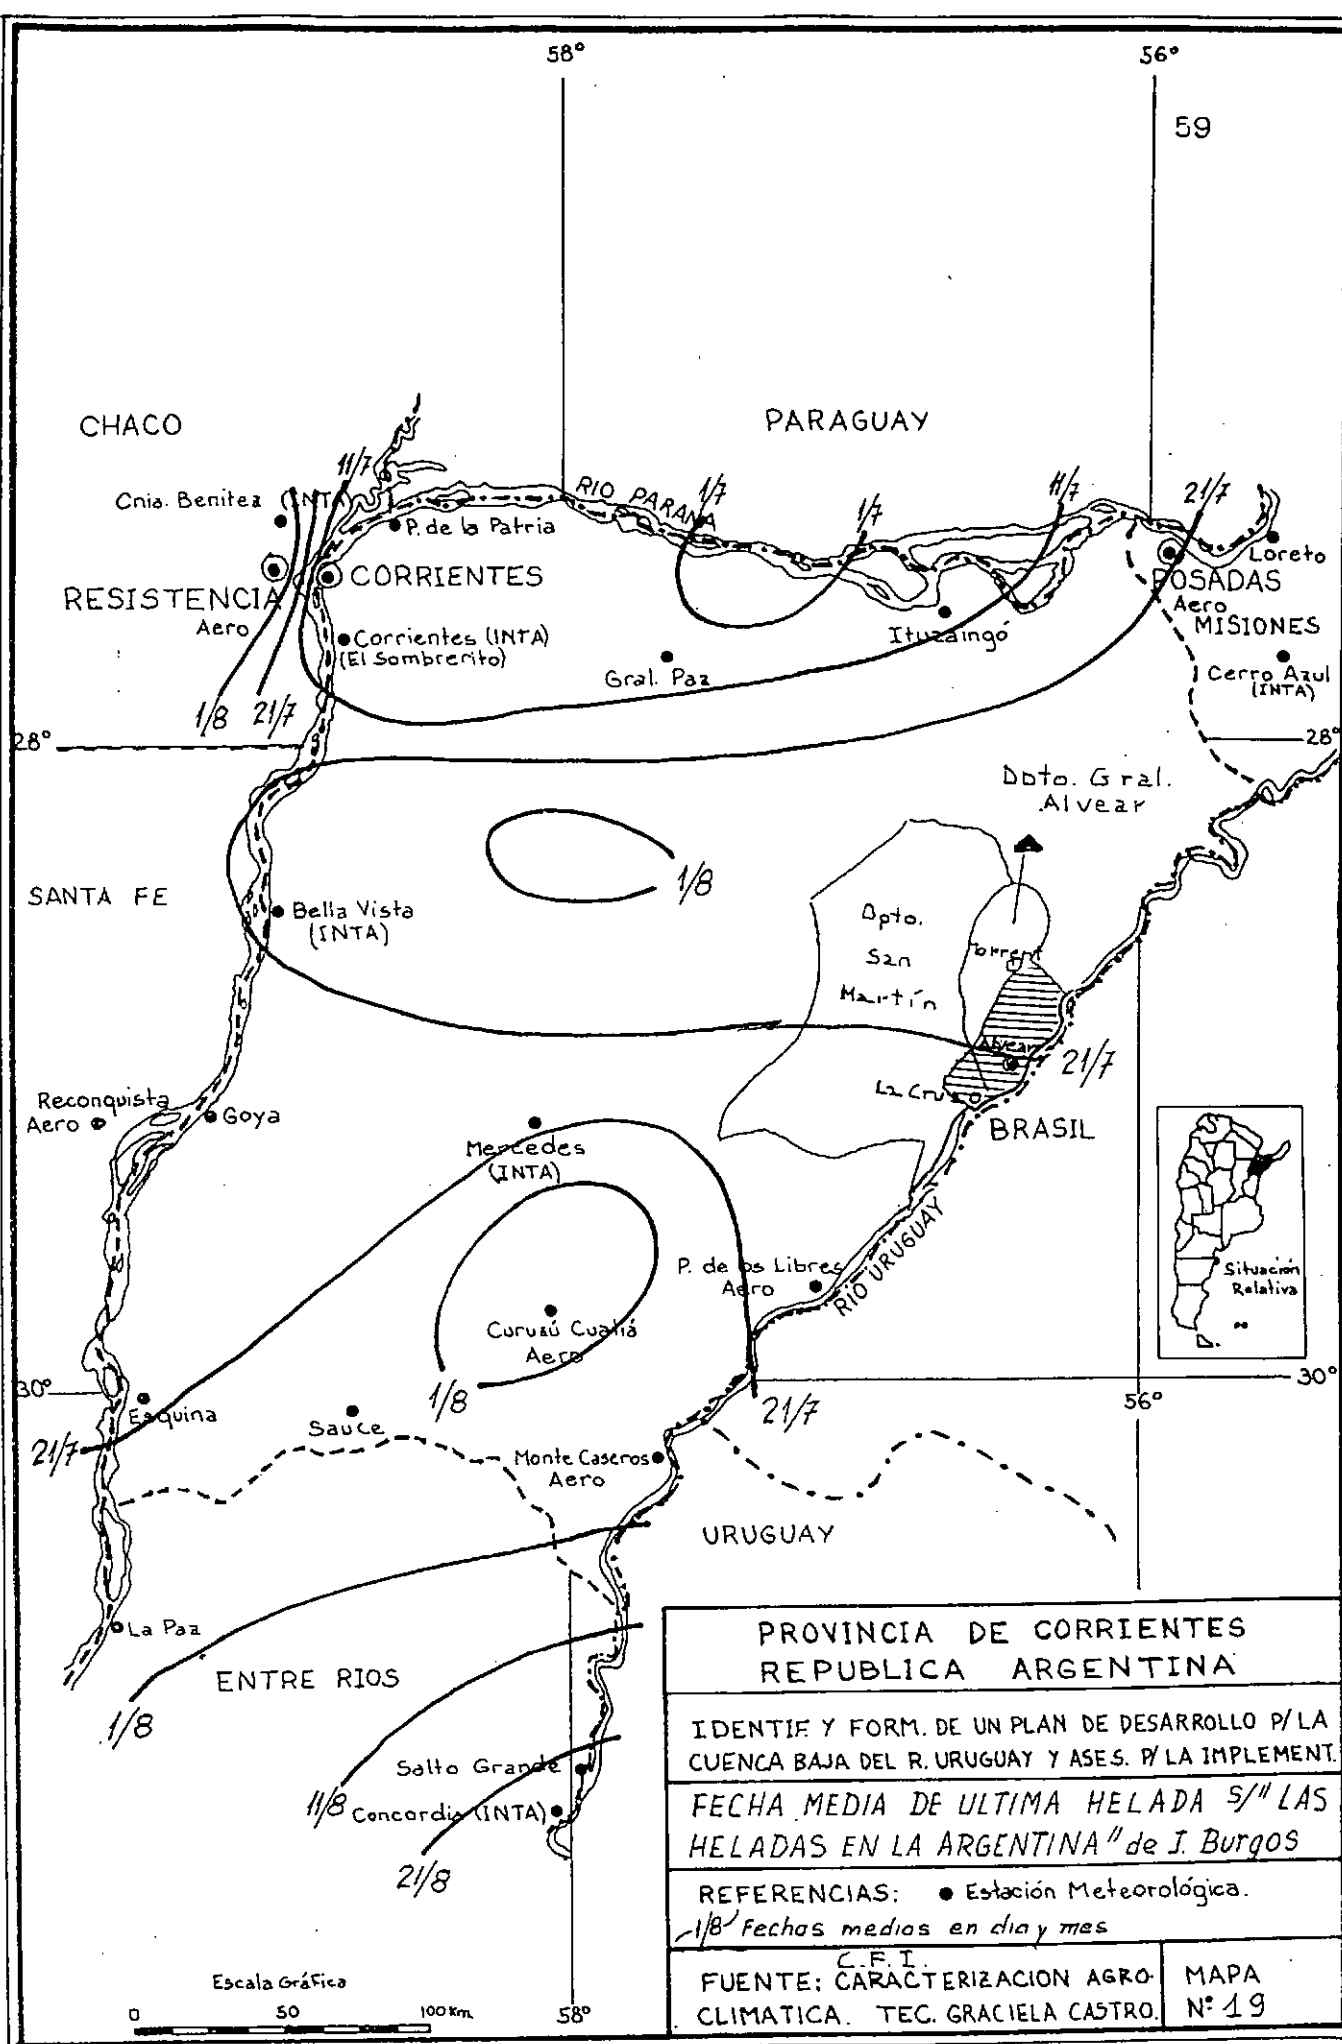 58°
56°
59
CHACO
PARAGUAY
11/7
Cnia. Benitez (INTA)
P. de la Patria
RIO PARANA
1/7
1/7
11/7
21/7
Loreto
RESISTENCIA
Aero
CORRIENTES
POSADAS
Aero
MISIONES
Corrientes (INTA)
(El Sombrerito)
Gral. Paz
Ituzaingó
Cerro Azul
(INTA)
1/8
21/7
28°
28°
Dpto. Gral.
Alvear
1/8
SANTA FE
Bella Vista
(INTA)
Dpto.
San
Martín
Torrent
Alvear
21/7
La Cruz
BRASIL
Reconquista
Aero
Goya
Mercedes
(INTA)
P. de los Libres
Aero
RIO URUGUAY
Situación
Relativa
Curuzú Cuatiá
Aero
30°
30°
1/8
21/7
56°
Esquina
Sauce
21/7
Monte Caseros
Aero
URUGUAY
La Paz
ENTRE RIOS
1/8
Salto Grande
11/8
Concordia (INTA)
21/8
PROVINCIA DE CORRIENTES
REPUBLICA ARGENTINA
IDENTIF. Y FORM. DE UN PLAN DE DESARROLLO P/ LA
CUENCA BAJA DEL R. URUGUAY Y ASES. P/ LA IMPLEMENT.
FECHA MEDIA DE ULTIMA HELADA S/" LAS
HELADAS EN LA ARGENTINA" de J. Burgos
REFERENCIAS: ● Estación Meteorológica.
1/8 Fechas medias en dia y mes
C.F.I.
FUENTE: CARACTERIZACION AGRO-
CLIMATICA. TEC. GRACIELA CASTRO.
MAPA
N° 19
Escala Gráfica
0 50 100 Km.
58°